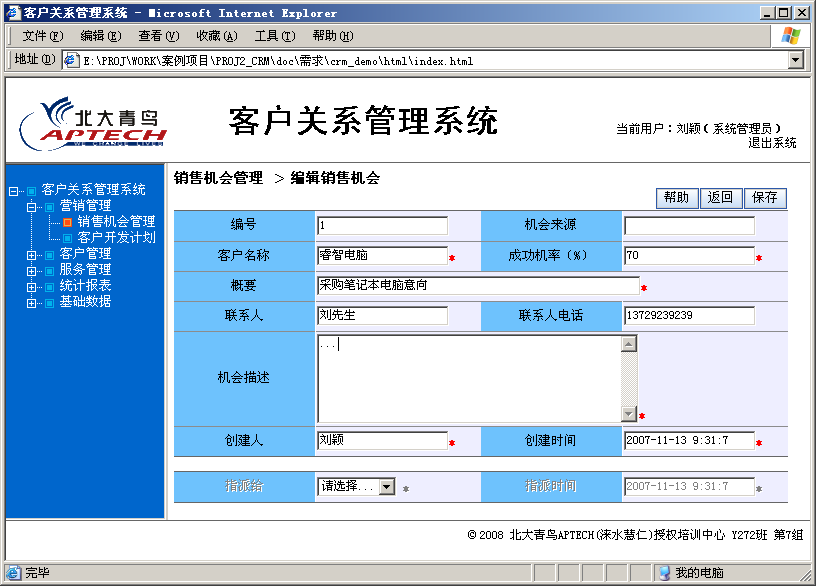 客户关系管理系统 - Microsoft Internet Explorer
文件(F) 编辑(E) 查看(V) 收藏(A) 工具(T) 帮助(H)
地址(D) E:\PROJ\WORK\案例项目\PROJ2_CRM\doc\需求\crm_demo\html\index.html
北大青鸟
APTECH
WE CHANGE LIVES
客户关系管理系统
当前用户：刘颖(系统管理员)
退出系统
客户关系管理系统
营销管理
销售机会管理
客户开发计划
客户管理
服务管理
统计报表
基础数据
销售机会管理 > 编辑销售机会
帮助 返回 保存
编号 1 机会来源
客户名称 睿智电脑 * 成功机率（%） 70 *
概要 采购笔记本电脑意向 *
联系人 刘先生 联系人电话 13729239239
机会描述 ... *
创建人 刘颖 * 创建时间 2007-11-13 9:31:7 *
指派给 请选择... * 指派时间 2007-11-13 9:31:7 *
©2008 北大青鸟APTECH(涞水慧仁)授权培训中心 Y272班 第7组
完毕 我的电脑